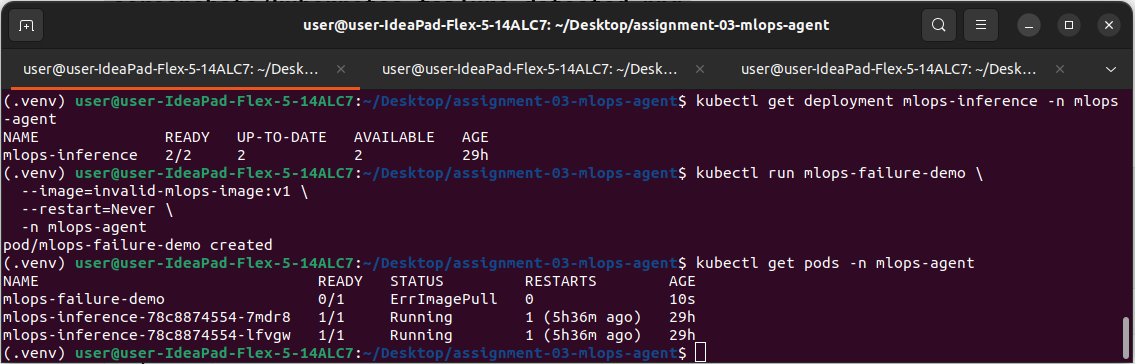 user@user-IdeaPad-Flex-5-14ALC7: ~/Desktop/assignment-03-mlops-agent
user@user-IdeaPad-Flex-5-14ALC7: ~/Desk... × user@user-IdeaPad-Flex-5-14ALC7: ~/Desk... × user@user-IdeaPad-Flex-5-14ALC7: ~/Desk... ×
(.venv) user@user-IdeaPad-Flex-5-14ALC7:~/Desktop/assignment-03-mlops-agent$ kubectl get deployment mlops-inference -n mlops
-agent
NAME              READY   UP-TO-DATE   AVAILABLE   AGE
mlops-inference   2/2     2            2           29h
(.venv) user@user-IdeaPad-Flex-5-14ALC7:~/Desktop/assignment-03-mlops-agent$ kubectl run mlops-failure-demo \
  --image=invalid-mlops-image:v1 \
  --restart=Never \
  -n mlops-agent
pod/mlops-failure-demo created
(.venv) user@user-IdeaPad-Flex-5-14ALC7:~/Desktop/assignment-03-mlops-agent$ kubectl get pods -n mlops-agent
NAME                               READY   STATUS         RESTARTS        AGE
mlops-failure-demo                 0/1     ErrImagePull   0               10s
mlops-inference-78c8874554-7mdr8   1/1     Running        1 (5h36m ago)   29h
mlops-inference-78c8874554-lfvgw   1/1     Running        1 (5h36m ago)   29h
(.venv) user@user-IdeaPad-Flex-5-14ALC7:~/Desktop/assignment-03-mlops-agent$